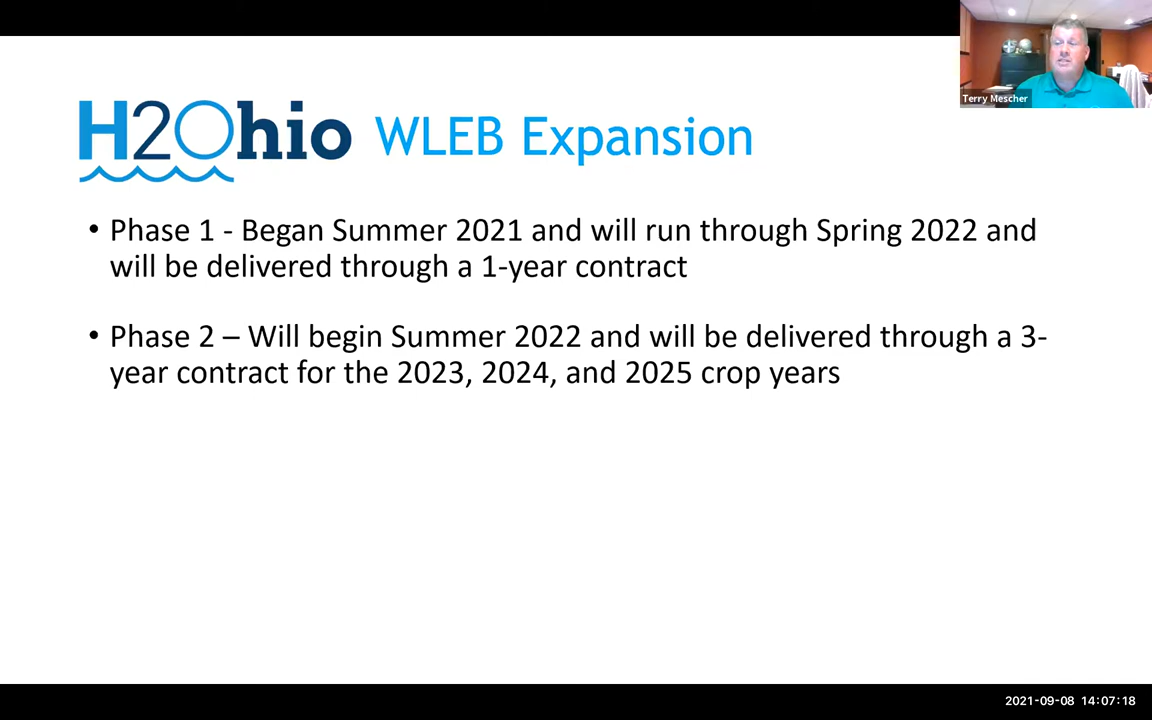 Terry Mescher
H2Ohio WLEB Expansion
• Phase 1 - Began Summer 2021 and will run through Spring 2022 and
will be delivered through a 1-year contract
• Phase 2 – Will begin Summer 2022 and will be delivered through a 3-
year contract for the 2023, 2024, and 2025 crop years
2021-09-08 14:07:18